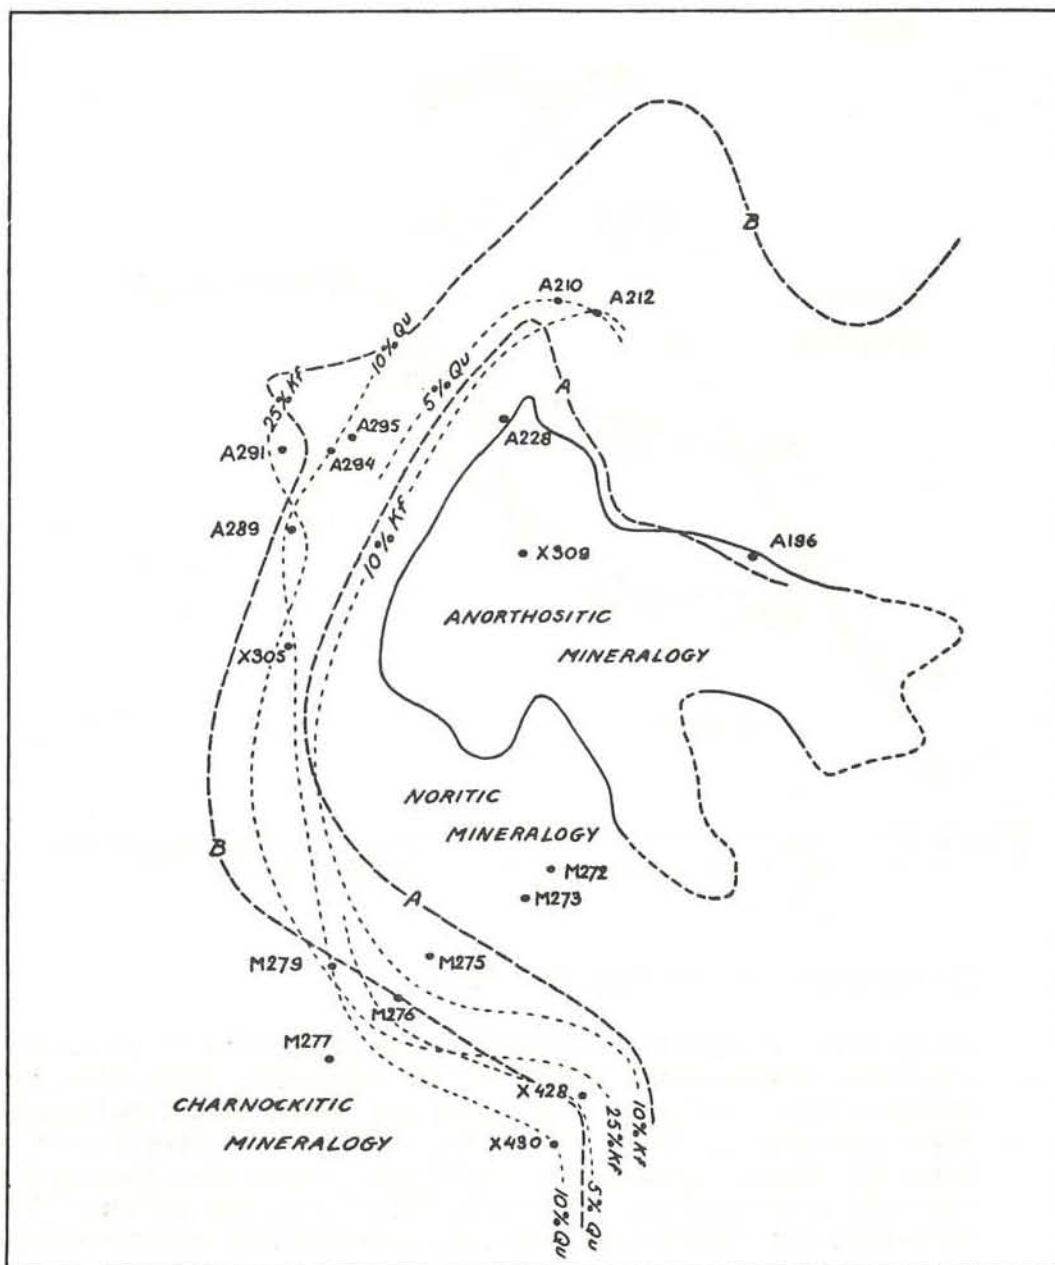 B
A210
A212
10% Qu
5% Qu
25% Kf
A
A295
A291
A294
A228
A289
10% Kf
X309
A196
ANORTHOSITIC
MINERALOGY
X305
NORITIC
MINERALOGY
B
M272
A
M273
M279
M275
M276
M277
X428
CHARNOCKITIC
MINERALOGY
X430
10% Kf
25% Kf
5% Qu
10% Qu